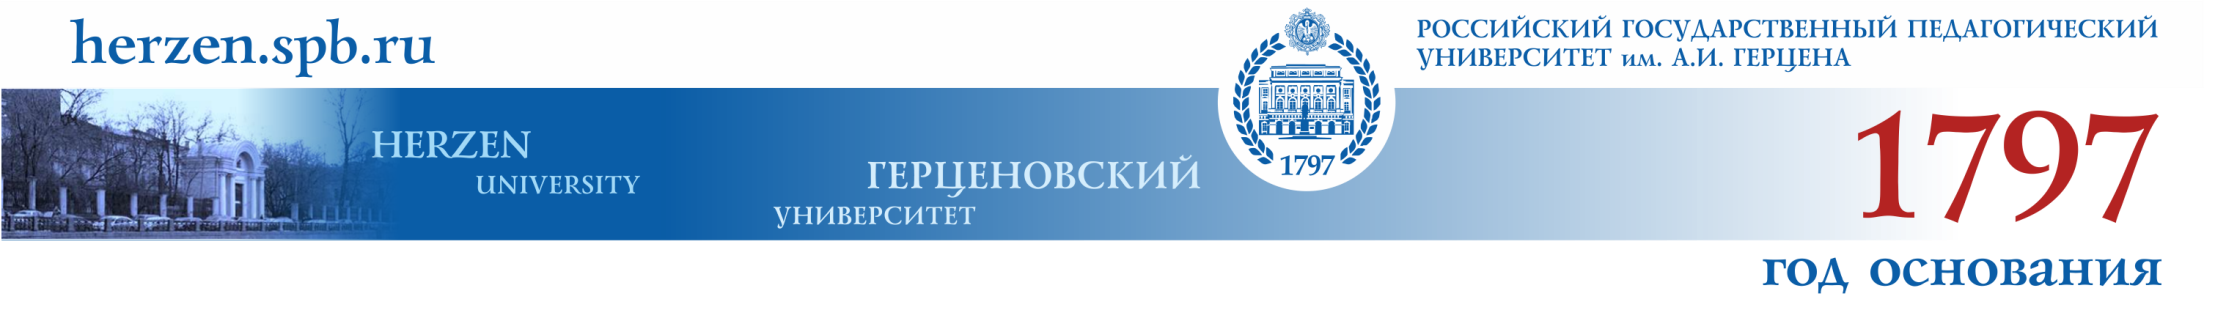 herzen.spb.ru
РОССИЙСКИЙ ГОСУДАРСТВЕННЫЙ ПЕДАГОГИЧЕСКИЙ
УНИВЕРСИТЕТ им. А.И. ГЕРЦЕНА
HERZEN
UNIVERSITY
ГЕРЦЕНОВСКИЙ
УНИВЕРСИТЕТ
1797
1797
год основания